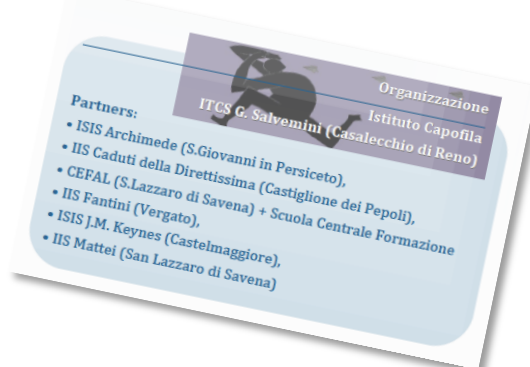 Organizzazione
Istituto Capofila
ITCS G. Salvemini (Casalecchio di Reno)
Partners:
• ISIS Archimede (S.Giovanni in Persiceto),
• IIS Caduti della Direttissima (Castiglione dei Pepoli),
• CEFAL (S.Lazzaro di Savena) + Scuola Centrale Formazione
• IIS Fantini (Vergato),
• ISIS J.M. Keynes (Castelmaggiore),
• IIS Mattei (San Lazzaro di Savena)